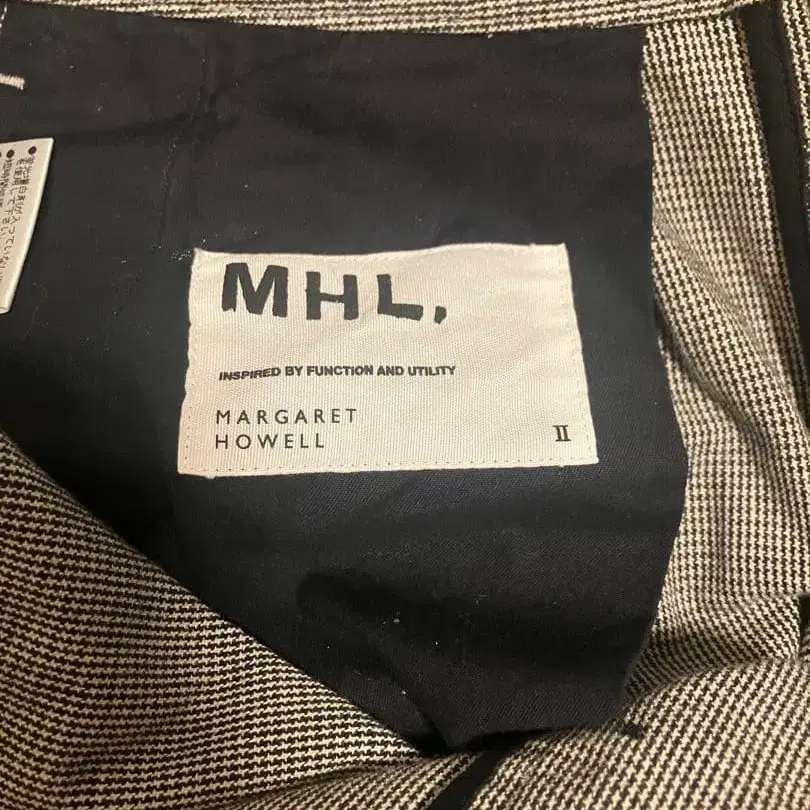 MHL.
INSPIRED BY FUNCTION AND UTILITY
MARGARET
HOWELL
II